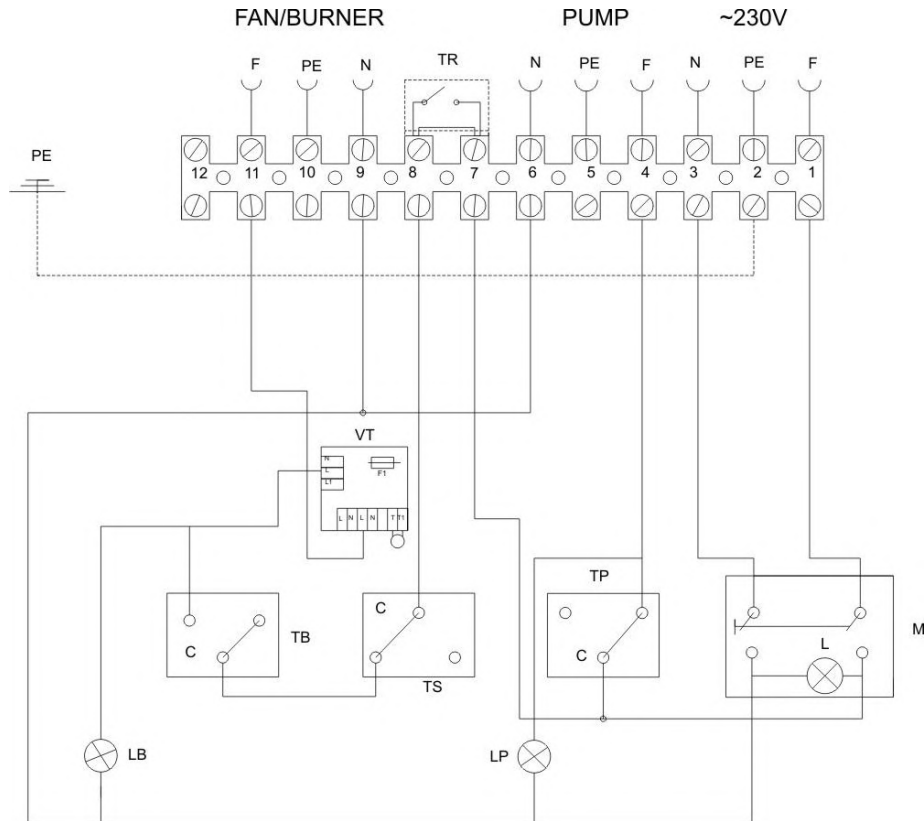 FAN/BURNER PUMP ~230V
F PE N TR N PE F N PE F
PE
12 11 10 9 8 7 6 5 4 3 2 1
VT
N
L
L1
F1
L N L N T T1
TP
C
C
TB
TS
C
L
M
LB
LP